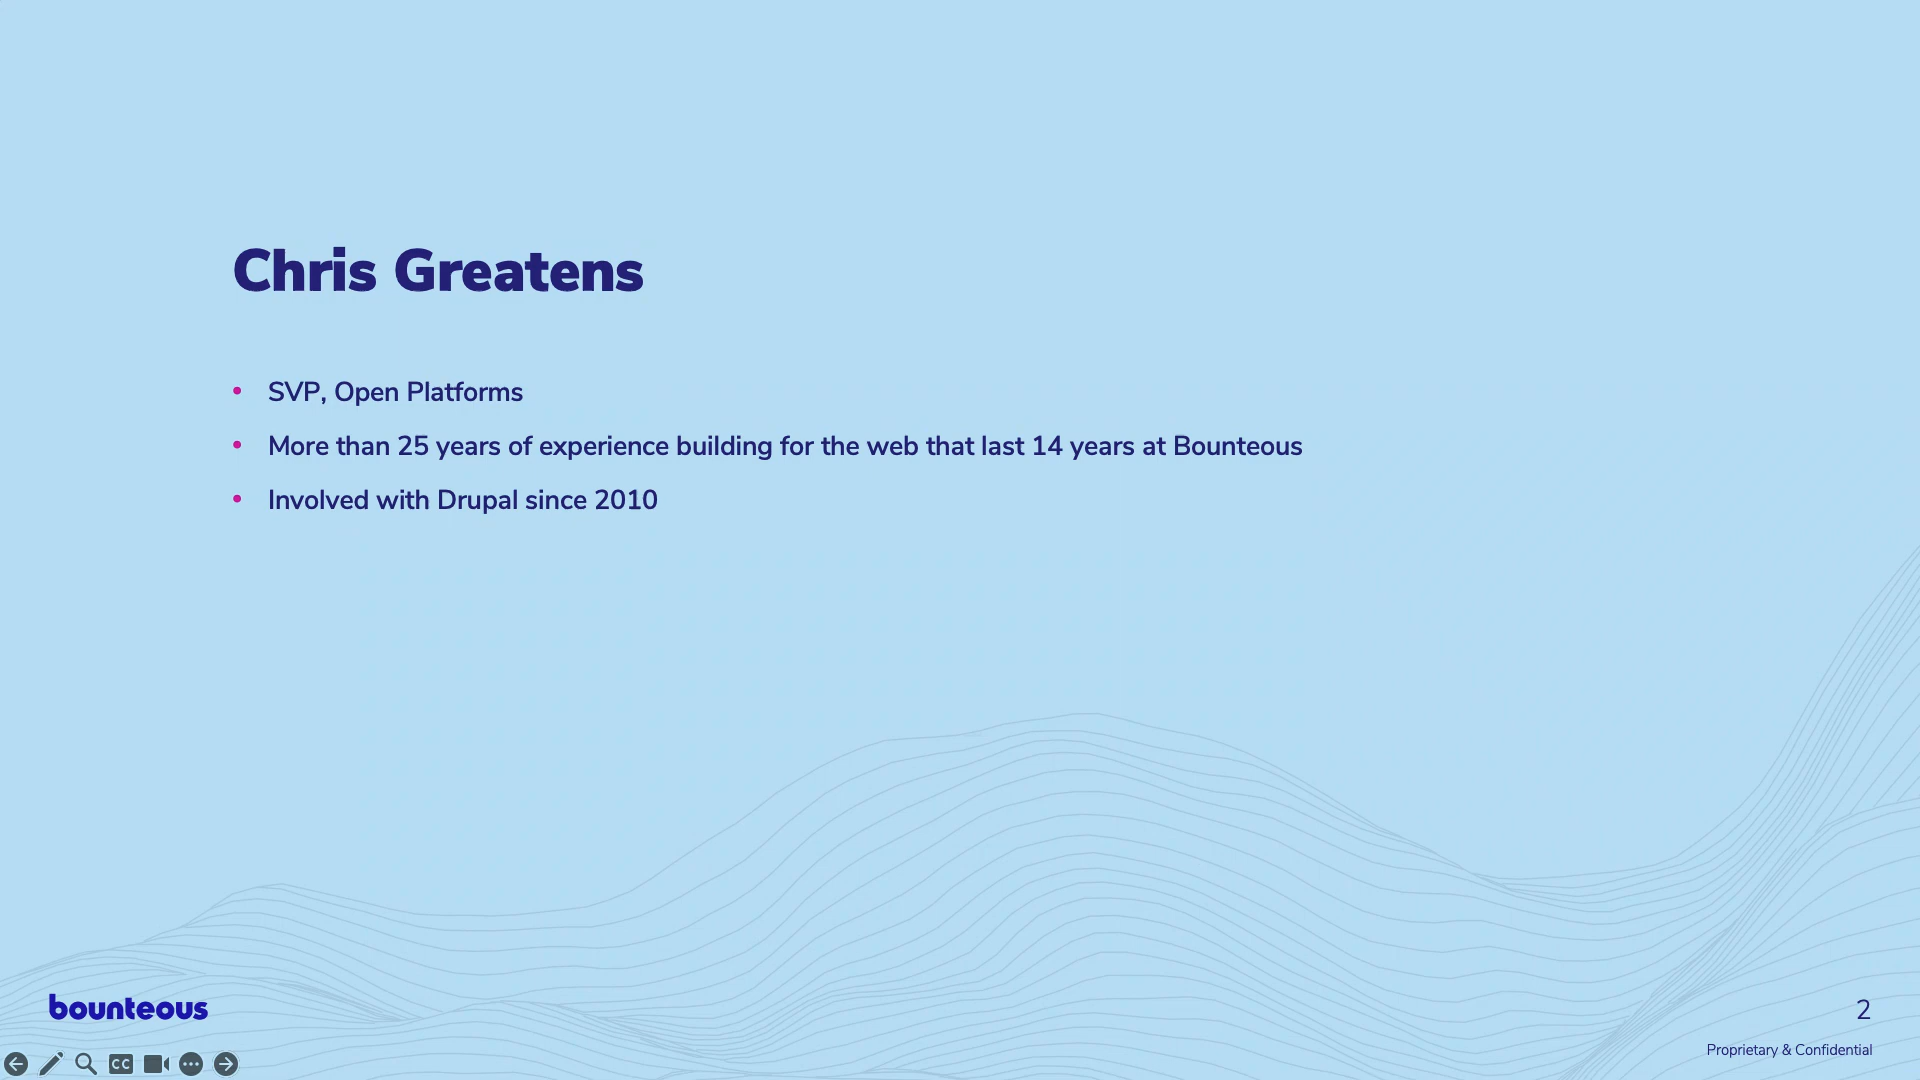 Chris Greatens
• SVP, Open Platforms
• More than 25 years of experience building for the web that last 14 years at Bounteous
• Involved with Drupal since 2010
bounteous
2
Proprietary & Confidential
CC